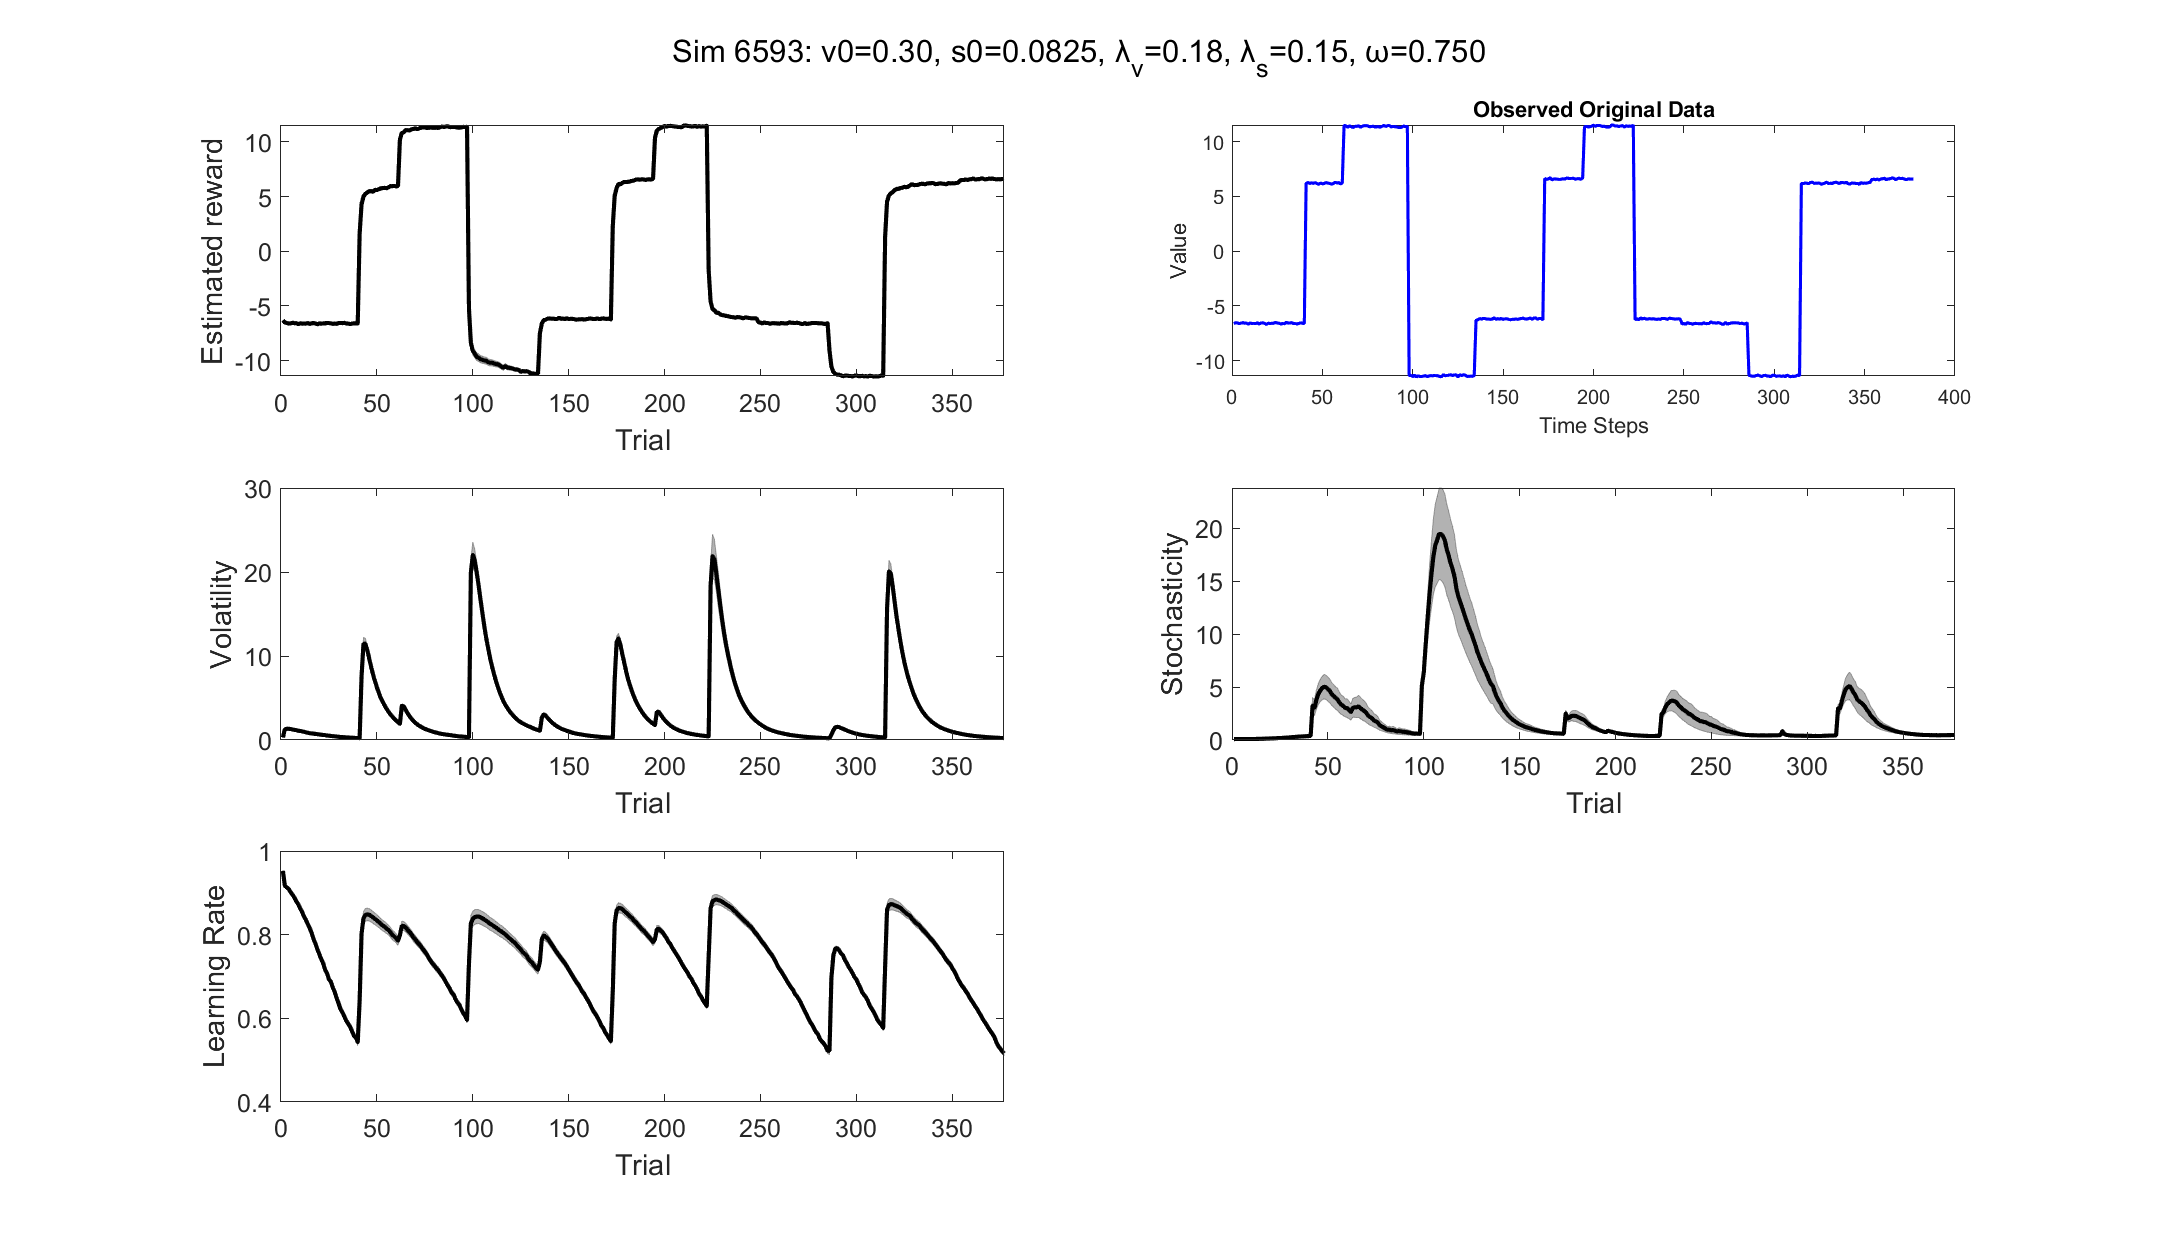 Sim 6593: v0=0.30, s0=0.0825, λv=0.18, λs=0.15, ω=0.750
Estimated reward
10
5
0
-5
-10
0 50 100 150 200 250 300 350
Trial
Observed Original Data
Value
10
5
0
-5
-10
0 50 100 150 200 250 300 350 400
Time Steps
Volatility
30
20
10
0
0 50 100 150 200 250 300 350
Trial
Stochasticity
20
15
10
5
0
0 50 100 150 200 250 300 350
Trial
Learning Rate
1
0.8
0.6
0.4
0 50 100 150 200 250 300 350
Trial